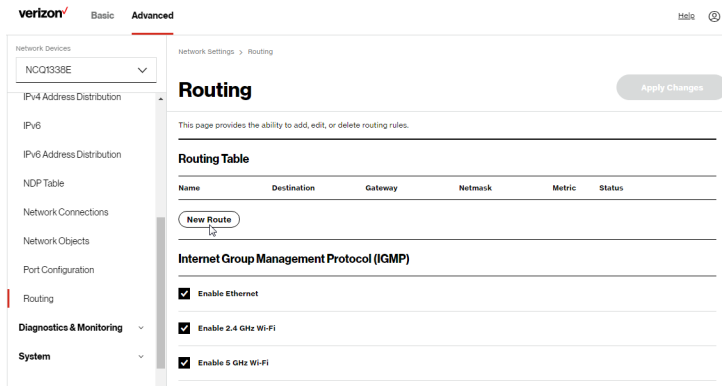 verizon✓
Basic
Advanced
Help
Network Devices
NCQ1338E
IPv4 Address Distribution
IPv6
IPv6 Address Distribution
NDP Table
Network Connections
Network Objects
Port Configuration
Routing
Diagnostics & Monitoring
System
Network Settings > Routing
Routing
Apply Changes
This page provides the ability to add, edit, or delete routing rules.
Routing Table
Name Destination Gateway Netmask Metric Status
New Route
Internet Group Management Protocol (IGMP)
Enable Ethernet
Enable 2.4 GHz Wi-Fi
Enable 5 GHz Wi-Fi